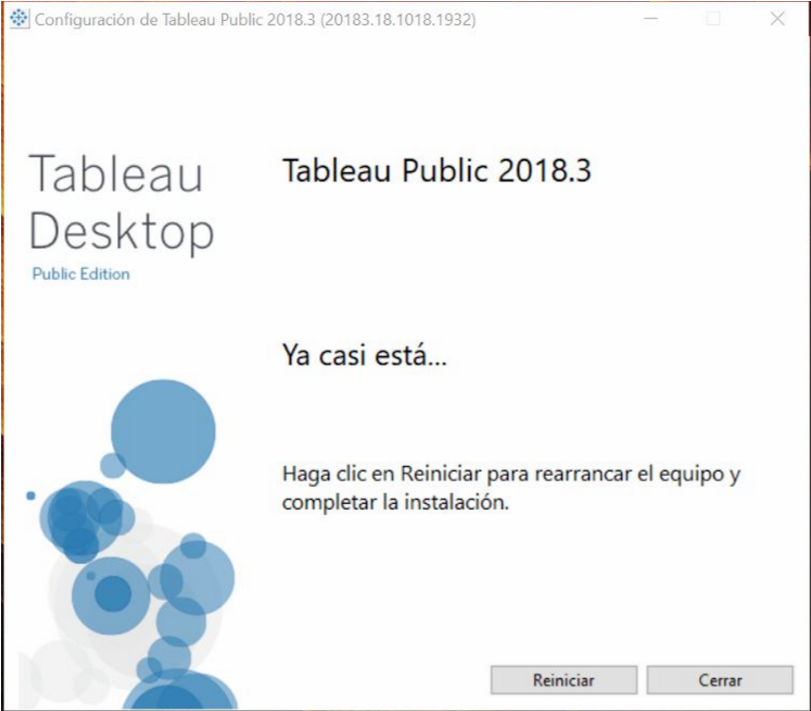 Configuración de Tableau Public 2018.3 (20183.18.1018.1932)
Tableau
Desktop
Public Edition
Tableau Public 2018.3
Ya casi está...
Haga clic en Reiniciar para rearrancar el equipo y
completar la instalación.
Reiniciar
Cerrar